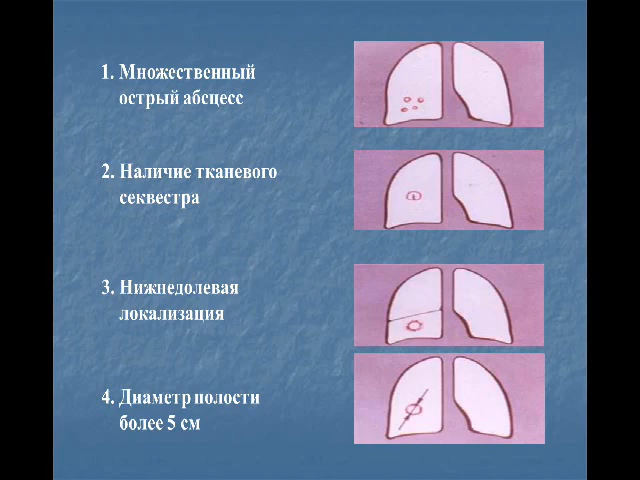 1. Множественный
острый абсцесс
2. Наличие тканевого
секвестра
3. Нижнедолевая
локализация
4. Диаметр полости
более 5 см